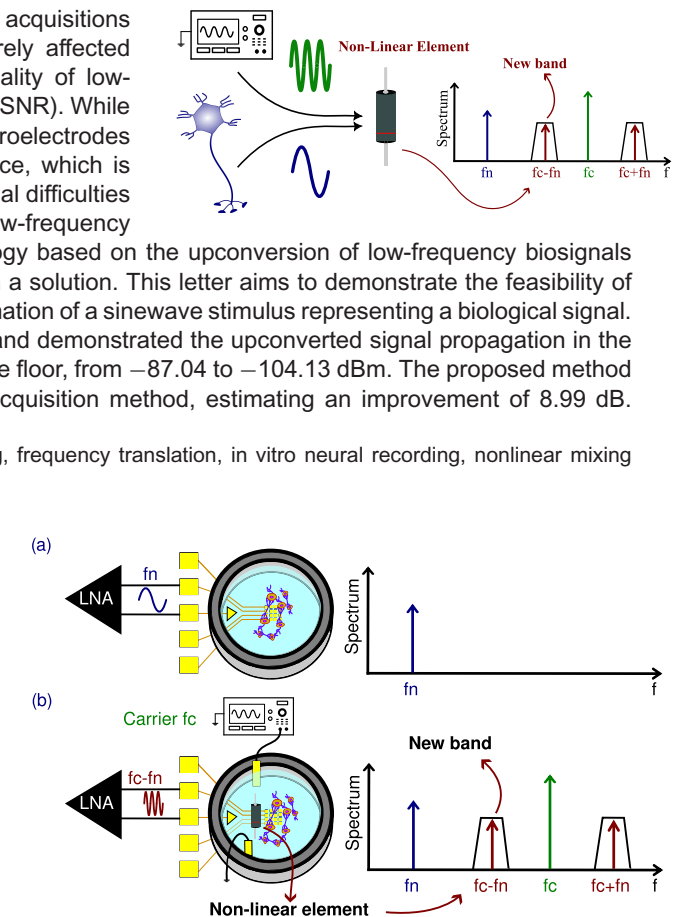 acquisitions
rely affected
ality of low-
SNR). While
roelectrodes
ce, which is
al difficulties
w-frequency
Non-Linear Element
New band
Spectrum
fn
fc-fn
fc
fc+fn
f
gy based on the upconversion of low-frequency biosignals
a solution. This letter aims to demonstrate the feasibility of
nation of a sinewave stimulus representing a biological signal.
and demonstrated the upconverted signal propagation in the
e floor, from −87.04 to −104.13 dBm. The proposed method
cquisition method, estimating an improvement of 8.99 dB.
g, frequency translation, in vitro neural recording, nonlinear mixing
(a)
LNA
fn
Spectrum
fn
f
(b)
Carrier fc
LNA
fc-fn
New band
Spectrum
fn
fc-fn
fc
fc+fn
f
Non-linear element